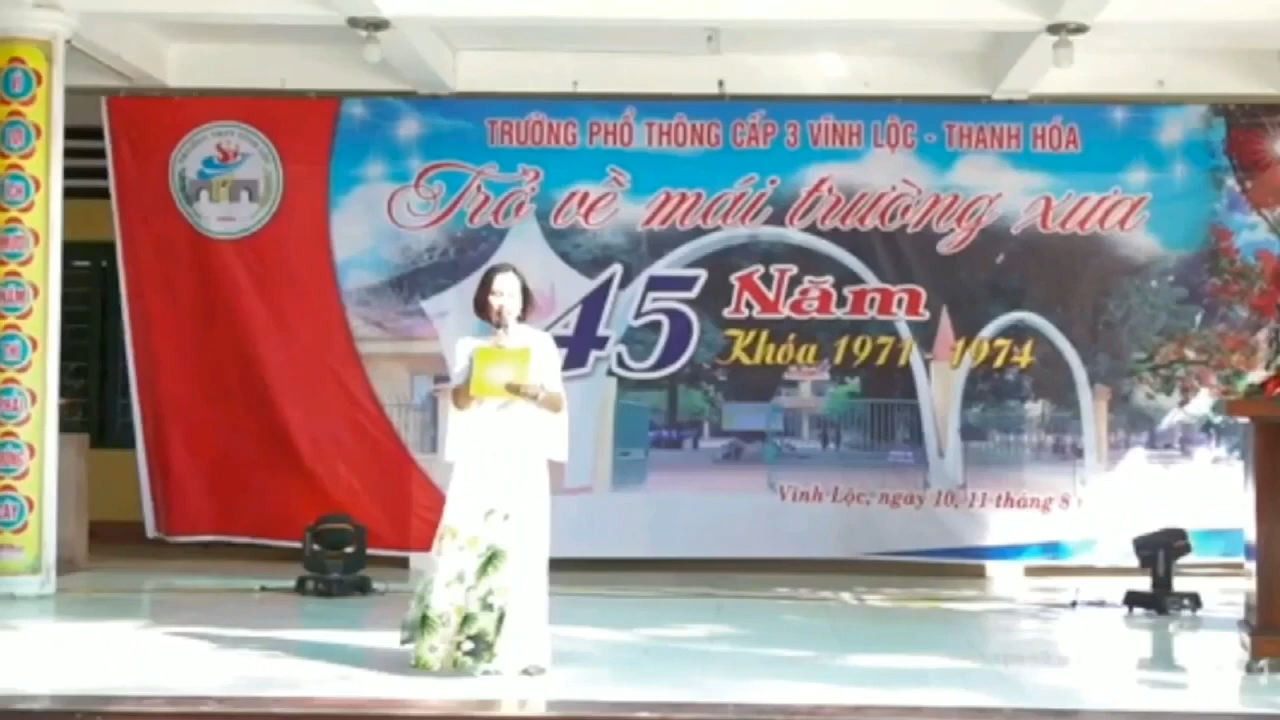 TRƯỜNG PHỔ THÔNG CẤP 3 VĨNH LỘC - THANH HÓA
Trở về mái trường xưa
45 Năm
Khóa 1971 - 1974
Vĩnh Lộc, ngày 10, 11 tháng 8